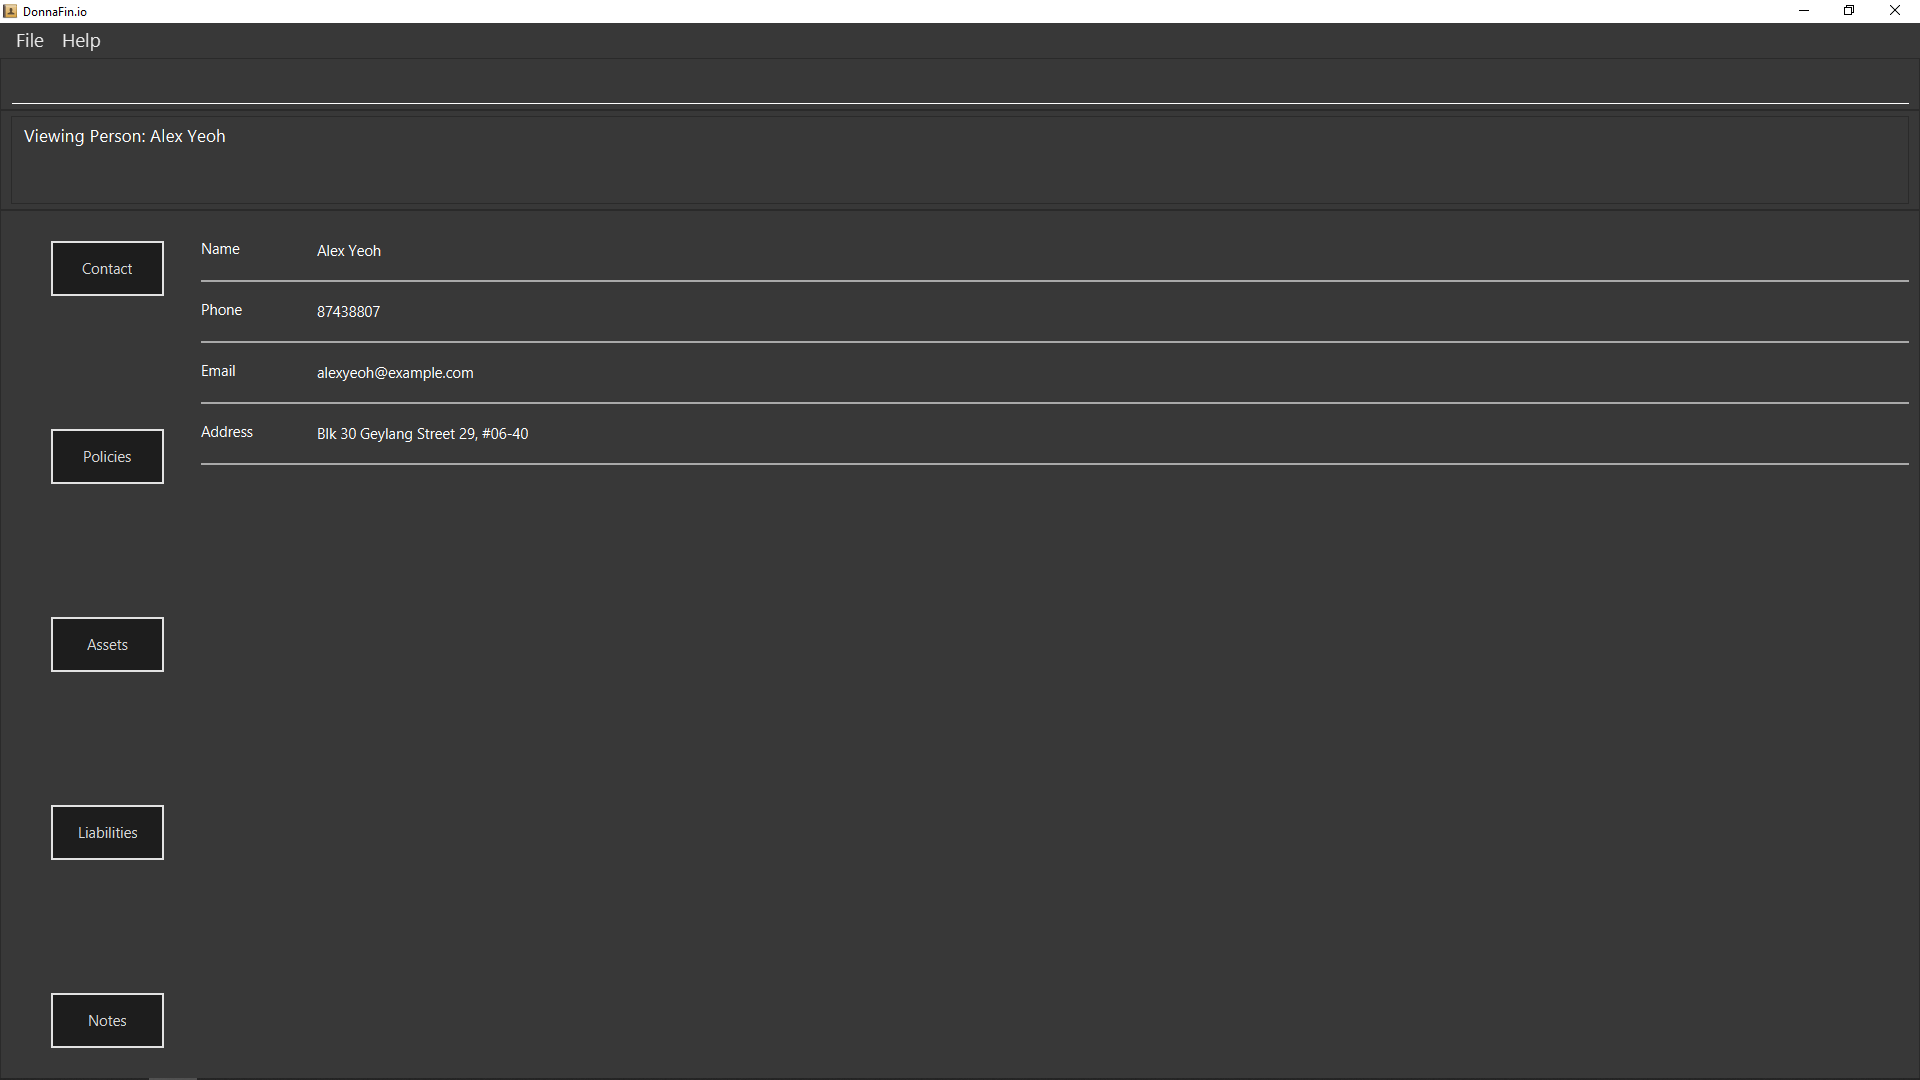 DonnaFin.io
File Help
Viewing Person: Alex Yeoh
Contact
Name Alex Yeoh
Phone 87438807
Email alexyeoh@example.com
Address Blk 30 Geylang Street 29, #06-40
Policies
Assets
Liabilities
Notes